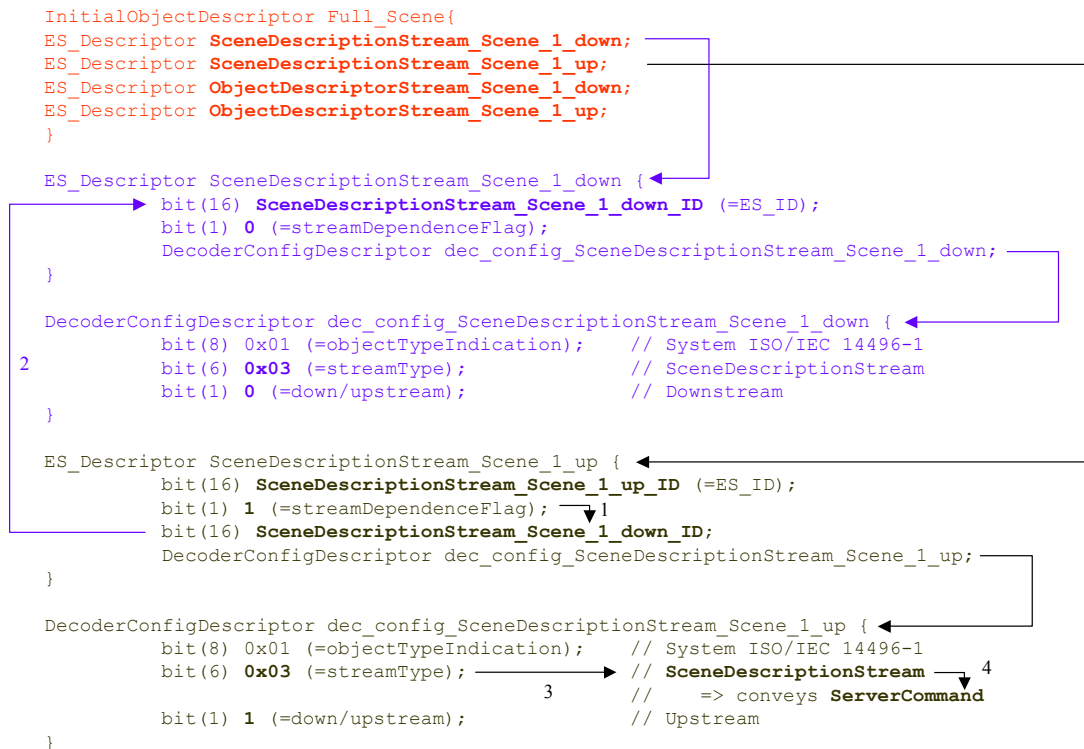 InitialObjectDescriptor Full_Scene{
ES_Descriptor SceneDescriptionStream_Scene_1_down;
ES_Descriptor SceneDescriptionStream_Scene_1_up;
ES_Descriptor ObjectDescriptorStream_Scene_1_down;
ES_Descriptor ObjectDescriptorStream_Scene_1_up;
}
ES_Descriptor SceneDescriptionStream_Scene_1_down {
bit(16) SceneDescriptionStream_Scene_1_down_ID (=ES_ID);
bit(1) 0 (=streamDependenceFlag);
DecoderConfigDescriptor dec_config_SceneDescriptionStream_Scene_1_down;
}
DecoderConfigDescriptor dec_config_SceneDescriptionStream_Scene_1_down {
bit(8) 0x01 (=objectTypeIndication); // System ISO/IEC 14496-1
2
bit(6) 0x03 (=streamType); // SceneDescriptionStream
bit(1) 0 (=down/upstream); // Downstream
}
ES_Descriptor SceneDescriptionStream_Scene_1_up {
bit(16) SceneDescriptionStream_Scene_1_up_ID (=ES_ID);
bit(1) 1 (=streamDependenceFlag); 1
bit(16) SceneDescriptionStream_Scene_1_down_ID;
DecoderConfigDescriptor dec_config_SceneDescriptionStream_Scene_1_up;
}
DecoderConfigDescriptor dec_config_SceneDescriptionStream_Scene_1_up {
bit(8) 0x01 (=objectTypeIndication); // System ISO/IEC 14496-1
bit(6) 0x03 (=streamType); // SceneDescriptionStream 4
3 // => conveys ServerCommand
bit(1) 1 (=down/upstream); // Upstream
}